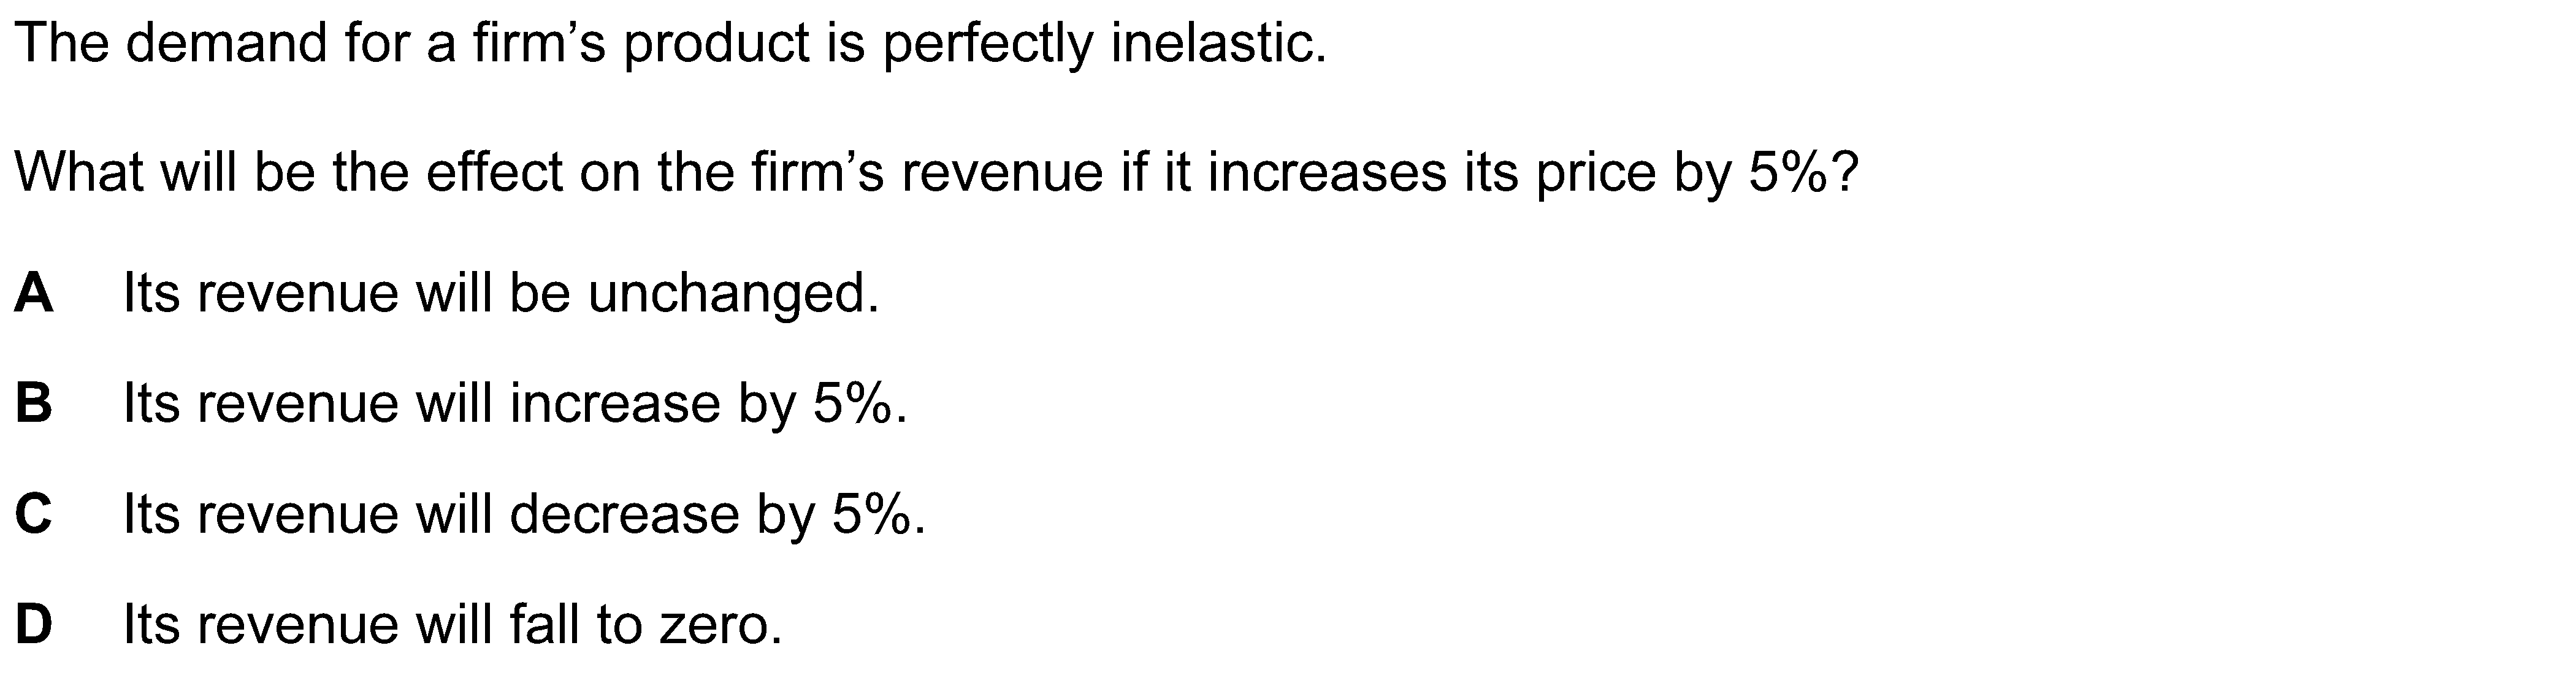 The demand for a firm’s product is perfectly inelastic.
What will be the effect on the firm’s revenue if it increases its price by 5%?
A Its revenue will be unchanged.
B Its revenue will increase by 5%.
C Its revenue will decrease by 5%.
D Its revenue will fall to zero.